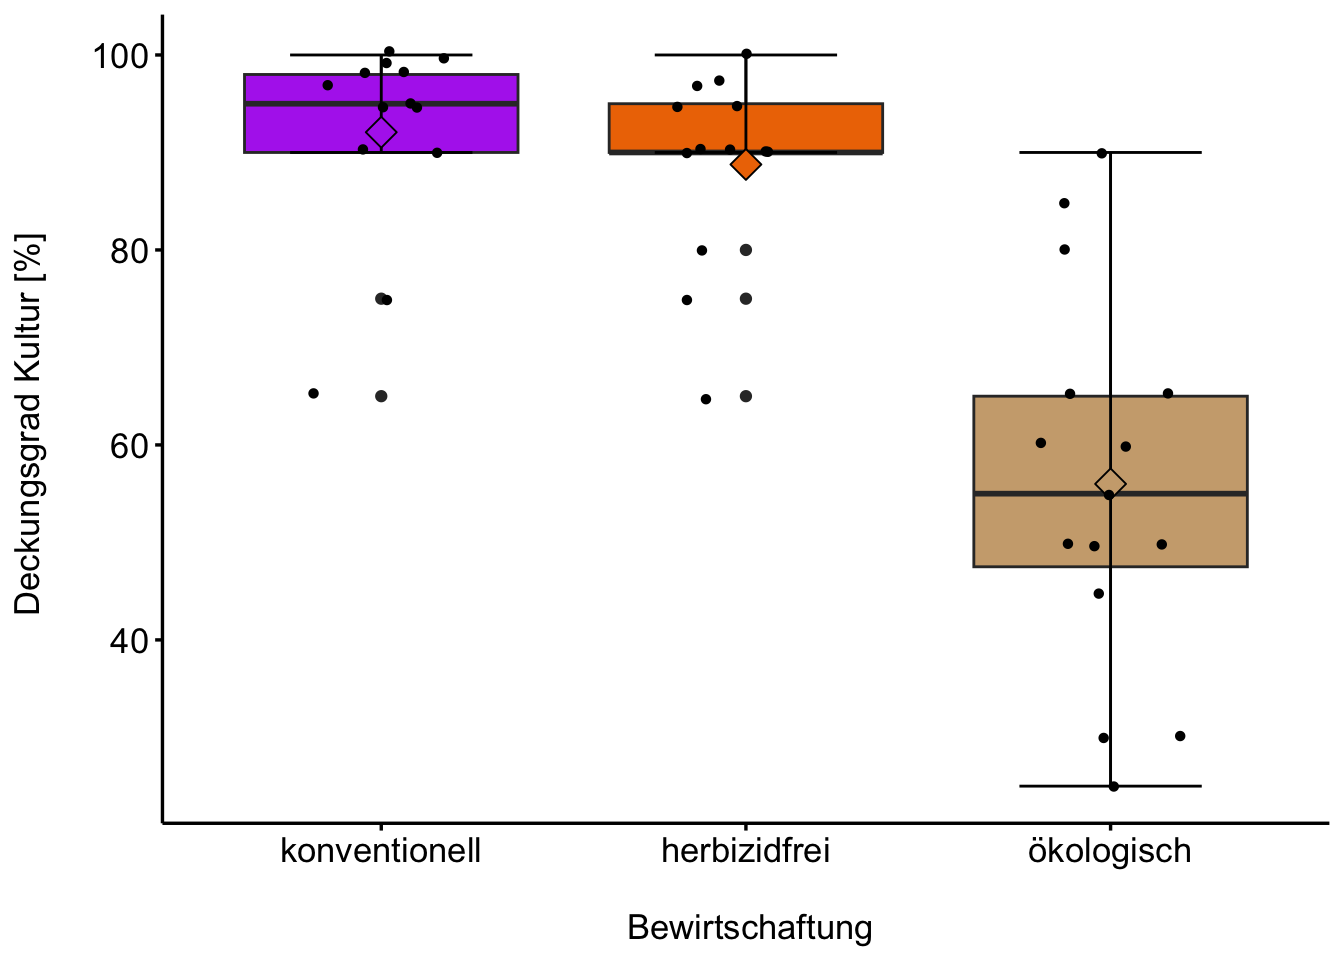 Deckungsgrad Kultur [%]
100
80
60
40
konventionell
herbizidfrei
ökologisch
Bewirtschaftung